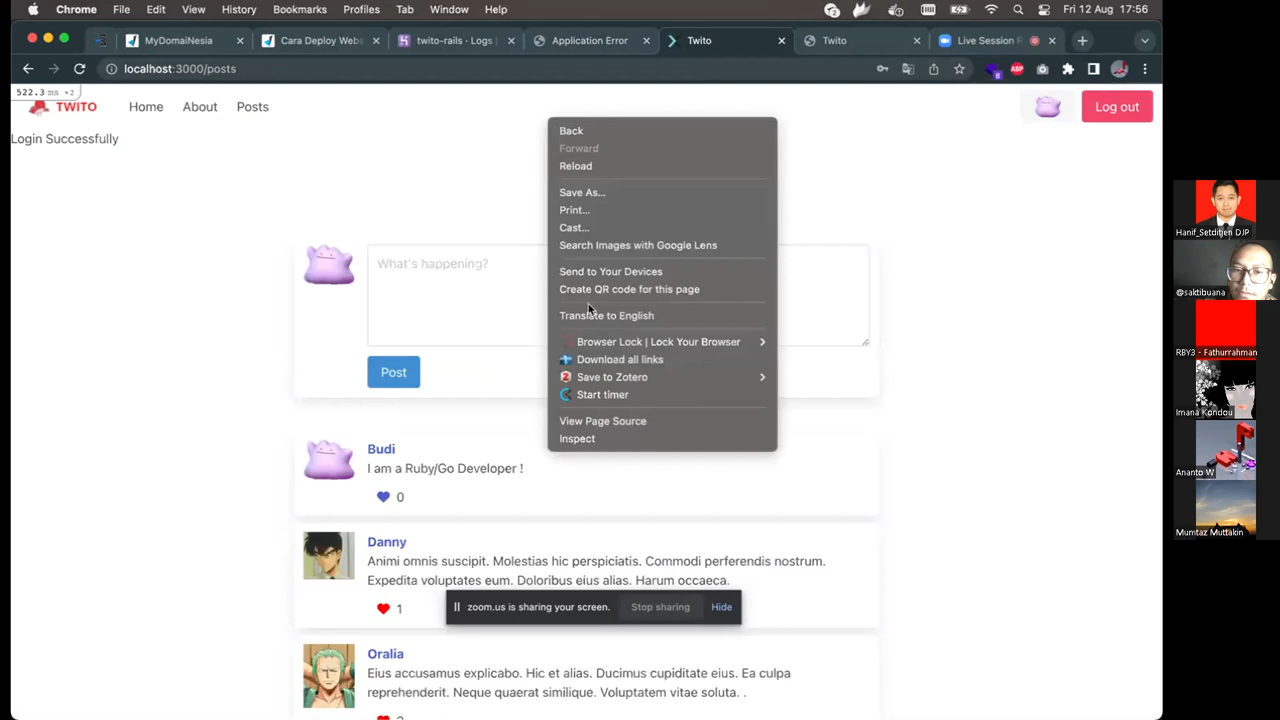 Chrome File Edit View History Bookmarks Profiles Tab Window Help
Fri 12 Aug 17:56
MyDomaiNesia
Cara Deploy Webs
twito-rails · Logs |
Application Error
Twito
Twito
Live Session R
localhost:3000/posts
ABP
8
522.3 ms ×2
TWITO
Home
About
Posts
Log out
Login Successfully
Back
Forward
Reload
Save As...
Print...
Cast...
Search Images with Google Lens
Send to Your Devices
Create QR code for this page
Translate to English
Browser Lock | Lock Your Browser
Download all links
Save to Zotero
Start timer
View Page Source
Inspect
What's happening?
Post
Budi
I am a Ruby/Go Developer !
0
Danny
Animi omnis suscipit. Molestias hic perspiciatis. Commodi perferendis nostrum.
Expedita voluptates eum. Doloribus eius alias. Harum occaeca.
1
zoom.us is sharing your screen.
Stop sharing
Hide
Oralia
Eius accusamus explicabo. Hic et alias. Ducimus cupiditate eius. Ea culpa
reprehenderit. Neque quaerat similique. Voluptatem vitae soluta. .
Hanif_Setditjen DJP
@saktibuana
RBY3 - Fathurrahman
Imana Kondou
Ananto W
Mumtaz Muttakin